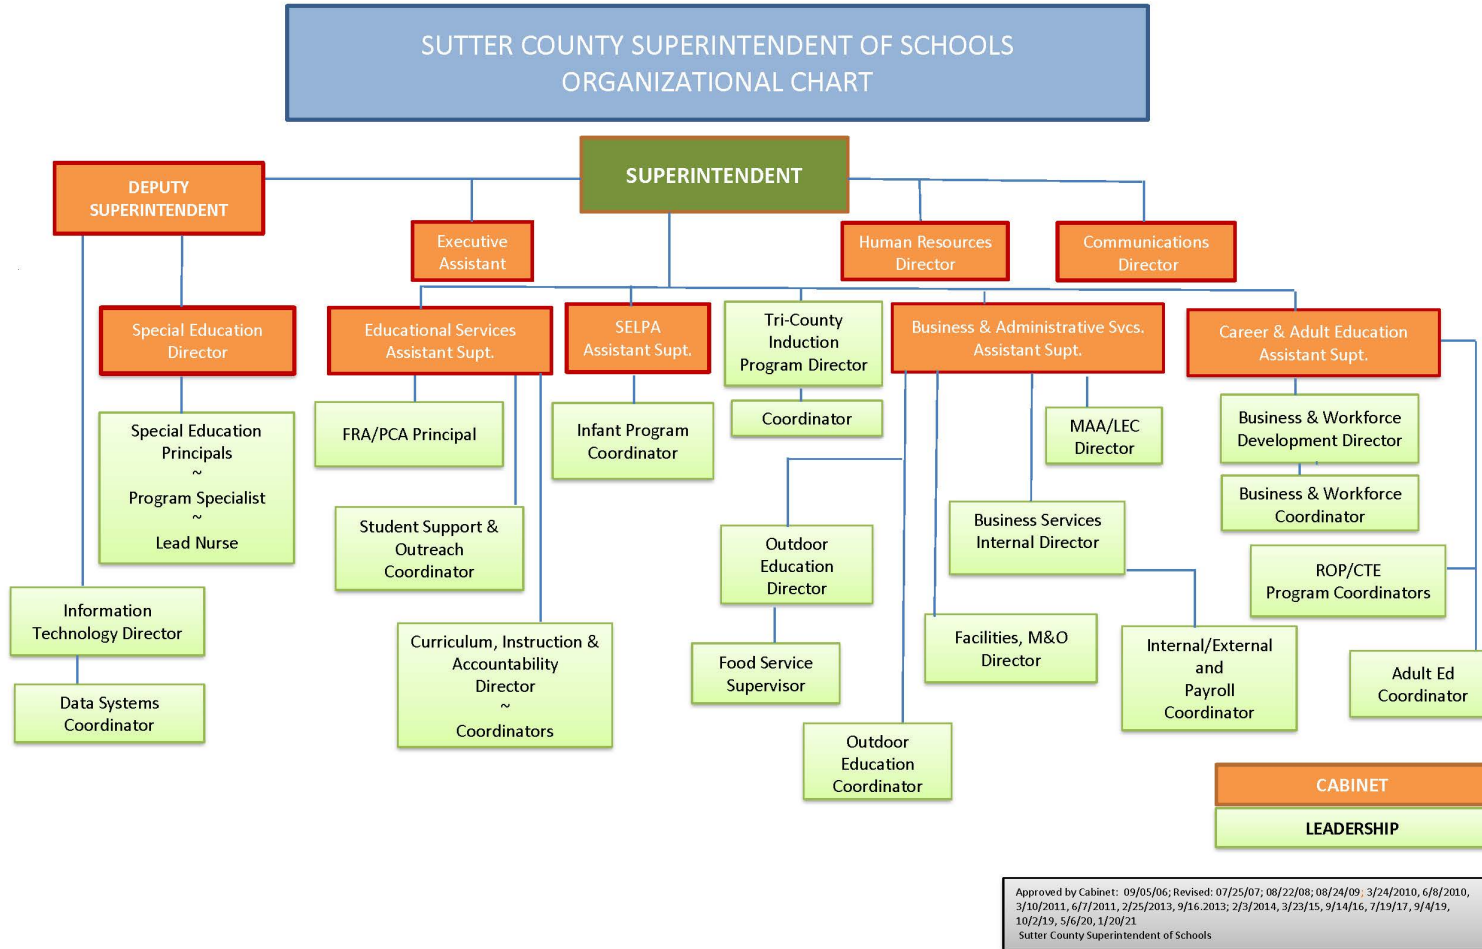 SUTTER COUNTY SUPERINTENDENT OF SCHOOLS
ORGANIZATIONAL CHART
SUPERINTENDENT
DEPUTY
SUPERINTENDENT
Executive
Assistant
Human Resources
Director
Communications
Director
Special Education
Director
Educational Services
Assistant Supt.
SELPA
Assistant Supt.
Tri-County
Induction
Program Director
Business & Administrative Svcs.
Assistant Supt.
Career & Adult Education
Assistant Supt.
Special Education
Principals
~
Program Specialist
~
Lead Nurse
FRA/PCA Principal
Infant Program
Coordinator
Coordinator
MAA/LEC
Director
Business & Workforce
Development Director
Business & Workforce
Coordinator
Student Support &
Outreach
Coordinator
Outdoor
Education
Director
Business Services
Internal Director
ROP/CTE
Program Coordinators
Information
Technology Director
Curriculum, Instruction &
Accountability
Director
~
Coordinators
Food Service
Supervisor
Facilities, M&O
Director
Internal/External
and
Payroll
Coordinator
Adult Ed
Coordinator
Data Systems
Coordinator
Outdoor
Education
Coordinator
CABINET
LEADERSHIP
Approved by Cabinet: 09/05/06; Revised: 07/25/07; 08/22/08; 08/24/09; 3/24/2010, 6/8/2010,
3/10/2011, 6/7/2011, 2/25/2013, 9/16.2013; 2/3/2014, 3/23/15, 9/14/16, 7/19/17, 9/4/19,
10/2/19, 5/6/20, 1/20/21
Sutter County Superintendent of Schools